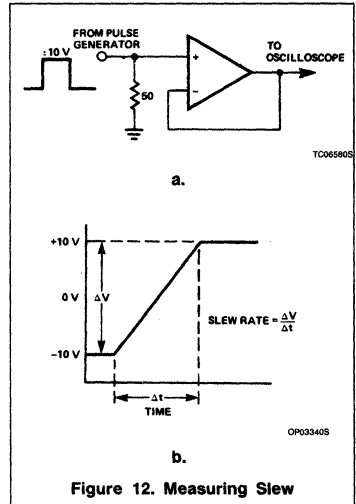 : 10 V
FROM PULSE
GENERATOR
TO
OSCILLOSCOPE
+
50
−
TC06580S
a.
+10 V
0 V
ΔV
SLEW RATE = ΔV/Δt
−10 V
Δt
TIME
OP03340S
b.
Figure 12. Measuring Slew